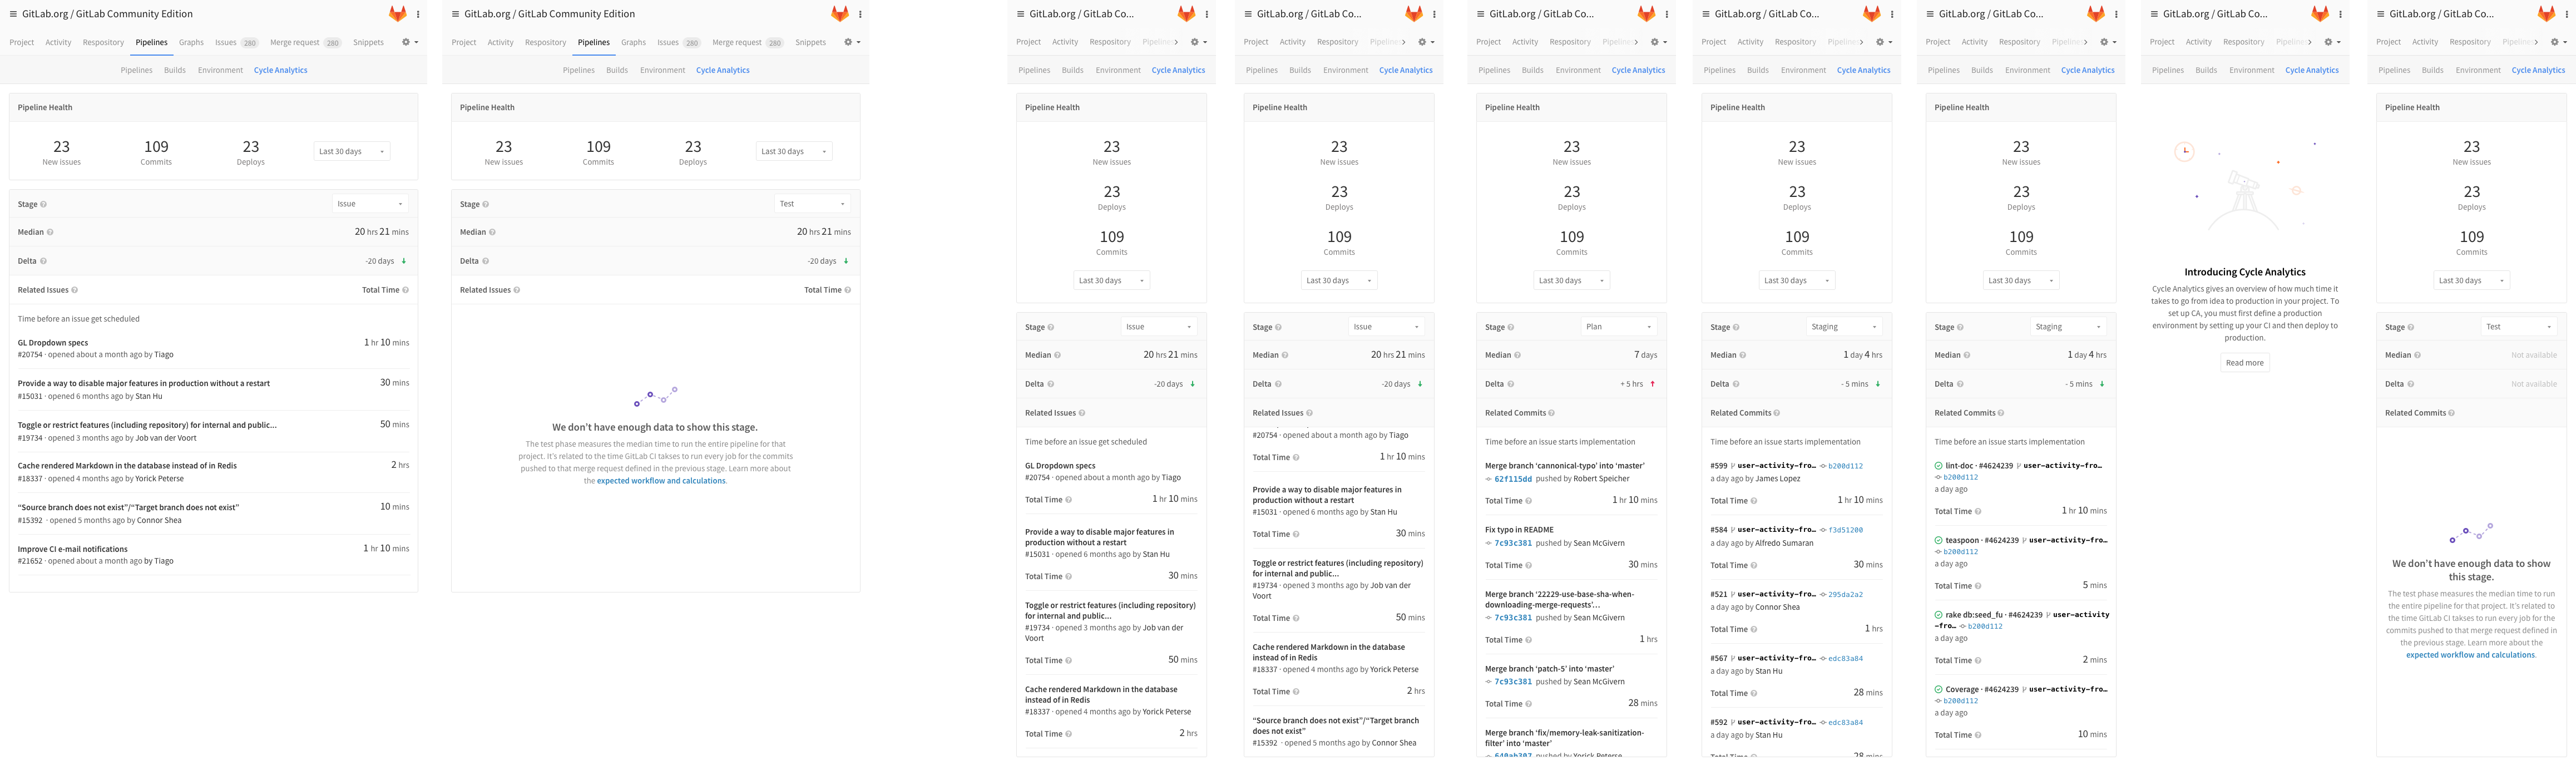 GitLab.org / GitLab Community Edition
Project Activity Respository Pipelines Graphs Issues 280 Merge request 280 Snippets
Pipelines Builds Environment Cycle Analytics
Pipeline Health
23 109 23 Last 30 days
New issues Commits Deploys
Stage Issue
Median 20 hrs 21 mins
Delta -20 days
Related Issues Total Time
Time before an issue get scheduled
GL Dropdown specs 1 hr 10 mins
#20754 · opened about a month ago by Tiago
Provide a way to disable major features in production without a restart 30 mins
#15031 · opened 6 months ago by Stan Hu
Toggle or restrict features (including repository) for internal and public... 50 mins
#19734 · opened 3 months ago by Job van der Voort
Cache rendered Markdown in the database instead of in Redis 2 hrs
#18337 · opened 4 months ago by Yorick Peterse
“Source branch does not exist”/“Target branch does not exist” 10 mins
#15392 · opened 5 months ago by Connor Shea
Improve CI e-mail notifications 1 hr 10 mins
#21652 · opened about a month ago by Tiago
GitLab.org / GitLab Community Edition
Project Activity Respository Pipelines Graphs Issues 280 Merge request 280 Snippets
Pipelines Builds Environment Cycle Analytics
Pipeline Health
23 109 23 Last 30 days
New issues Commits Deploys
Stage Test
Median 20 hrs 21 mins
Delta -20 days
Related Issues Total Time
We don’t have enough data to show this stage.
The test phase measures the median time to run the entire pipeline for that
project. It’s related to the time GitLab CI takses to run every job for the commits
pushed to that merge request defined in the previous stage. Learn more about
the expected workflow and calculations.
GitLab.org / GitLab Co...
Project Activity Respository Pipelines
Pipelines Builds Environment Cycle Analytics
Pipeline Health
23
New issues
23
Deploys
109
Commits
Last 30 days
Stage Issue
Median 20 hrs 21 mins
Delta -20 days
Related Issues
Time before an issue get scheduled
GL Dropdown specs
#20754 · opened about a month ago by Tiago
Total Time 1 hr 10 mins
Provide a way to disable major features in
production without a restart
#15031 · opened 6 months ago by Stan Hu
Total Time 30 mins
Toggle or restrict features (including repository)
for internal and public...
#19734 · opened 3 months ago by Job van der
Voort
Total Time 50 mins
Cache rendered Markdown in the database
instead of in Redis
#18337 · opened 4 months ago by Yorick Peterse
Total Time 2 hrs
GitLab.org / GitLab Co...
Project Activity Respository Pipelines
Pipelines Builds Environment Cycle Analytics
Pipeline Health
23
New issues
23
Deploys
109
Commits
Last 30 days
Stage Issue
Median 20 hrs 21 mins
Delta -20 days
Related Issues
#20754 · opened about a month ago by Tiago
Total Time 1 hr 10 mins
Provide a way to disable major features in
production without a restart
#15031 · opened 6 months ago by Stan Hu
Total Time 30 mins
Toggle or restrict features (including repository)
for internal and public...
#19734 · opened 3 months ago by Job van der
Voort
Total Time 50 mins
Cache rendered Markdown in the database
instead of in Redis
#18337 · opened 4 months ago by Yorick Peterse
Total Time 2 hrs
“Source branch does not exist”/“Target branch
does not exist”
#15392 · opened 5 months ago by Connor Shea
GitLab.org / GitLab Co...
Project Activity Respository Pipelines
Pipelines Builds Environment Cycle Analytics
Pipeline Health
23
New issues
23
Deploys
109
Commits
Last 30 days
Stage Plan
Median 7 days
Delta + 5 hrs
Related Commits
Time before an issue starts implementation
Merge branch ‘cannonical-typo’ into ‘master’
62f115dd pushed by Robert Speicher
Total Time 1 hr 10 mins
Fix typo in README
7c93c381 pushed by Sean McGivern
Total Time 30 mins
Merge branch ‘22229-use-base-sha-when-
downloading-merge-requests’...
7c93c381 pushed by Sean McGivern
Total Time 1 hrs
Merge branch ‘patch-5’ into ‘master’
7c93c381 pushed by Sean McGivern
Total Time 28 mins
Merge branch ‘fix/memory-leak-sanitization-
filter’ into ‘master’
pushed by Yorick Peterse
GitLab.org / GitLab Co...
Project Activity Respository Pipelines
Pipelines Builds Environment Cycle Analytics
Pipeline Health
23
New issues
23
Deploys
109
Commits
Last 30 days
Stage Staging
Median 1 day 4 hrs
Delta - 5 mins
Related Commits
Time before an issue starts implementation
#599 user-activity-fro… b200d112
a day ago by James Lopez
Total Time 1 hr 10 mins
#584 user-activity-fro… f3d51200
a day ago by Alfredo Sumaran
Total Time 30 mins
#521 user-activity-fro… 295da2a2
a day ago by Connor Shea
Total Time 1 hrs
#567 user-activity-fro… edc83a84
a day ago by Stan Hu
Total Time 28 mins
#592 user-activity-fro… edc83a84
a day ago by Stan Hu
Total Time 28 mins
GitLab.org / GitLab Co...
Project Activity Respository Pipelines
Pipelines Builds Environment Cycle Analytics
Pipeline Health
23
New issues
23
Deploys
109
Commits
Last 30 days
Stage Staging
Median 1 day 4 hrs
Delta - 5 mins
Related Commits
Time before an issue starts implementation
lint-doc · #4624239 user-activity-fro…
b200d112
a day ago
Total Time 1 hr 10 mins
teaspoon · #4624239 user-activity-fro…
b200d112
a day ago
Total Time 5 mins
rake db:seed_fu · #4624239 user-activity
-fro… b200d112
a day ago
Total Time 2 mins
Coverage · #4624239 user-activity-fro…
b200d112
a day ago
Total Time 10 mins
GitLab.org / GitLab Co...
Project Activity Respository Pipelines
Pipelines Builds Environment Cycle Analytics
Introducing Cycle Analytics
Cycle Analytics gives an overview of how much time it
takes to go from idea to production in your project. To
set up CA, you must first define a production
environment by setting up your CI and then deploy to
production.
Read more
GitLab.org / GitLab Co...
Project Activity Respository Pipelines
Pipelines Builds Environment Cycle Analytics
Pipeline Health
23
New issues
23
Deploys
109
Commits
Last 30 days
Stage Test
Median Not available
Delta Not available
Related Commits
We don’t have enough data to show
this stage.
The test phase measures the median time to run
the entire pipeline for that project. It’s related to
the time GitLab CI takses to run every job for the
commits pushed to that merge request defined in
the previous stage. Learn more about the
expected workflow and calculations.